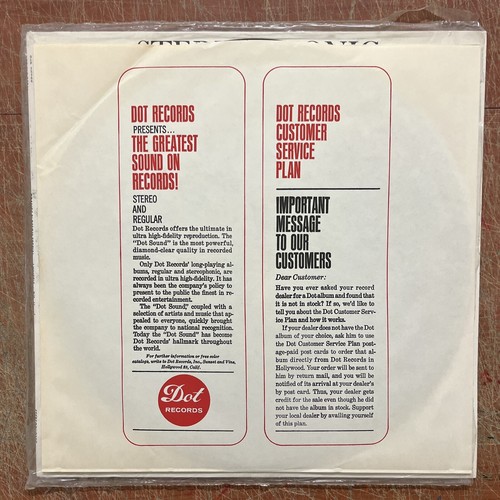 STEREOPHONIC
DOT RECORDS
PRESENTS...
THE GREATEST
SOUND ON
RECORDS!
STEREO
AND
REGULAR
Dot Records offers the ultimate in
ultra high-fidelity reproduction. The
"Dot Sound" is the most powerful,
diamond-clear quality in recorded
music.
Only Dot Records' long-playing al-
bums, regular and stereophonic, are
recorded in ultra high-fidelity. It has
always been the company's policy to
present to the public the finest in re-
corded entertainment.
The "Dot Sound," coupled with a
selection of artists and music that ap-
pealed to everyone, quickly brought
the company to national recognition.
Today the "Dot Sound" has become
Dot Records' hallmark throughout
the world.
For further information or free color
catalogs, write to Dot Records, Inc., Sunset and Vine,
Hollywood 28, Calif.
Dot
RECORDS
DOT RECORDS
CUSTOMER
SERVICE
PLAN
IMPORTANT
MESSAGE
TO OUR
CUSTOMERS
Dear Customer:
Have you ever asked your record
dealer for a Dot album and found that
it is not in stock? If so, we'd like to
tell you about the Dot Customer Serv-
ice Plan and how it works.
If your dealer does not have the Dot
album of your choice, ask him to use
the Dot Customer Service Plan post-
age-paid post cards to order that al-
bum directly from Dot Records in
Hollywood. Your order will be sent to
him by return mail, and you will be
notified of its arrival at your dealer's
by post card. Thus, your dealer gets
credit for the sale even though he did
not have the album in stock. Support
your local dealer by availing yourself
of this plan.